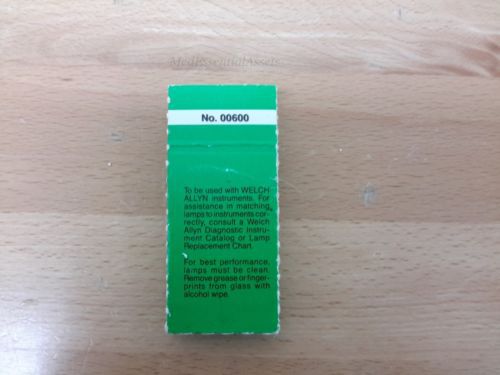 MedEssentialAssets
No. 00600
To be used with WELCH
ALLYN instruments. For
assistance in matching
lamps to instruments cor-
rectly, consult a Welch
Allyn Diagnostic Instru-
ment Catalog or Lamp
Replacement Chart.
For best performance,
lamps must be clean.
Remove grease or finger-
prints from glass with
alcohol wipe.